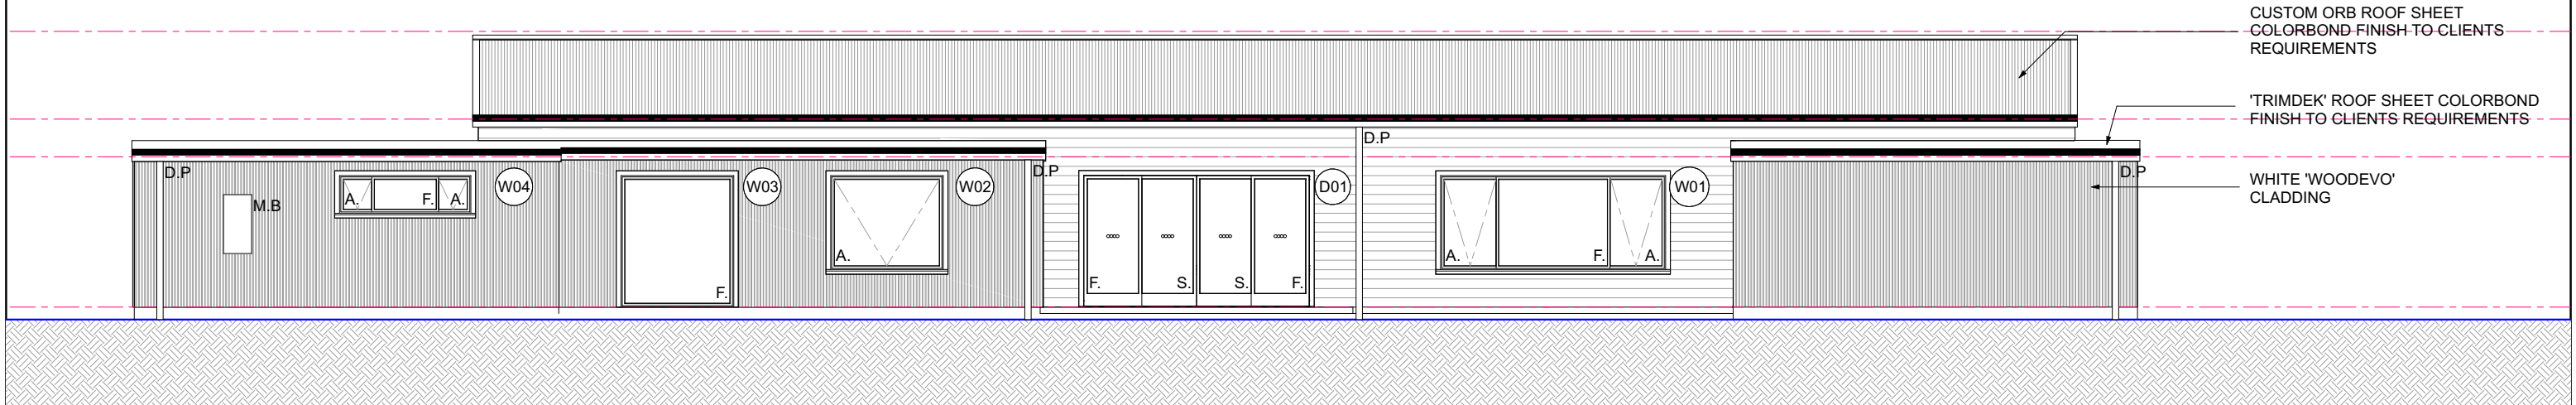 CUSTOM ORB ROOF SHEET
COLORBOND FINISH TO CLIENTS
REQUIREMENTS
'TRIMDEK' ROOF SHEET COLORBOND
FINISH TO CLIENTS REQUIREMENTS
WHITE 'WOODEVO'
CLADDING
D.P
M.B
A.
F.
A.
W04
F.
W03
A.
W02
D.P
F.
S.
S.
F.
D01
D.P
A.
F.
A.
W01
D.P